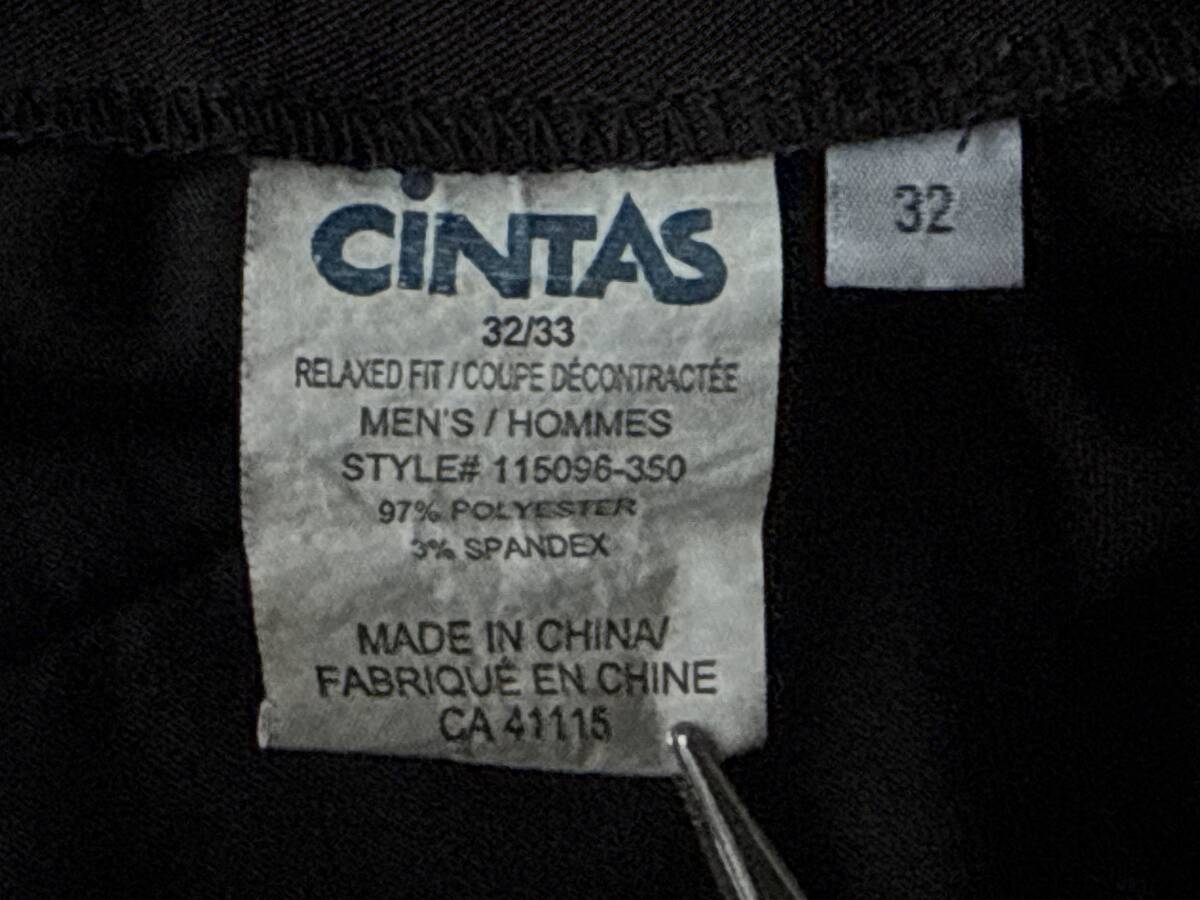 CiNTAS
32/33
RELAXED FIT / COUPE DÉCONTRACTÉE
MEN'S / HOMMES
STYLE# 115096-350
97% POLYESTER
3% SPANDEX
MADE IN CHINA/
FABRIQUÉ EN CHINE
CA 41115
32